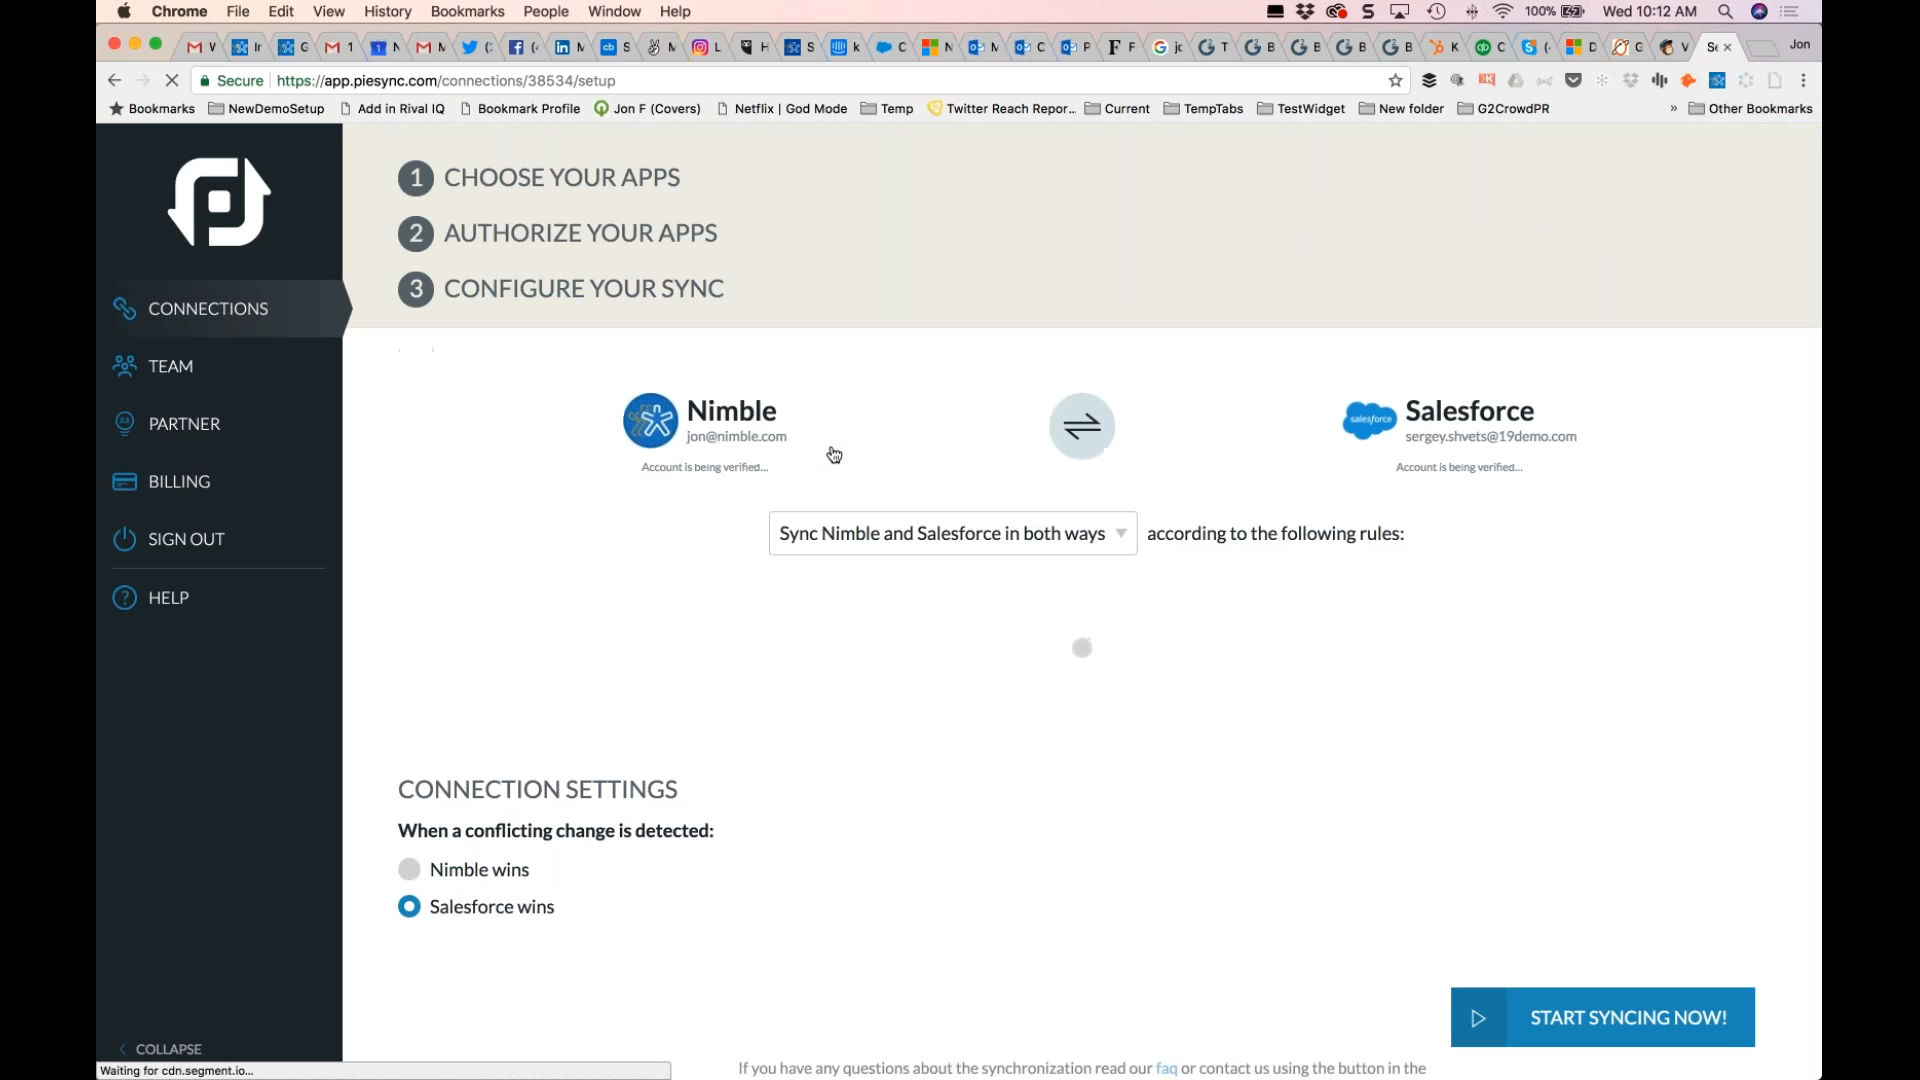 Chrome File Edit View History Bookmarks People Window Help 100% Wed 10:12 AM
Jon
Secure https://app.piesync.com/connections/38534/setup
Bookmarks NewDemoSetup Add in Rival IQ Bookmark Profile Jon F (Covers) Netflix | God Mode Temp Twitter Reach Repor... Current TempTabs TestWidget New folder G2CrowdPR » Other Bookmarks
1 CHOOSE YOUR APPS
2 AUTHORIZE YOUR APPS
3 CONFIGURE YOUR SYNC
CONNECTIONS
TEAM
PARTNER
BILLING
SIGN OUT
HELP
Nimble
jon@nimble.com
Account is being verified...
salesforce
Salesforce
sergey.shvets@19demo.com
Account is being verified...
Sync Nimble and Salesforce in both ways according to the following rules:
CONNECTION SETTINGS
When a conflicting change is detected:
Nimble wins
Salesforce wins
START SYNCING NOW!
COLLAPSE
Waiting for cdn.segment.io...
If you have any questions about the synchronization read our faq or contact us using the button in the